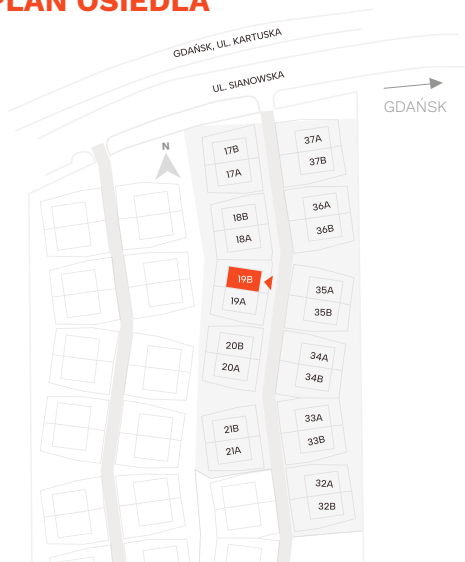 PLAN OSIEDLA
GDAŃSK, UL. KARTUSKA
UL. SIANOWSKA
GDAŃSK
N
17B
17A
37A
37B
18B
18A
36A
36B
19B
19A
35A
35B
20B
20A
34A
34B
21B
21A
33A
33B
32A
32B